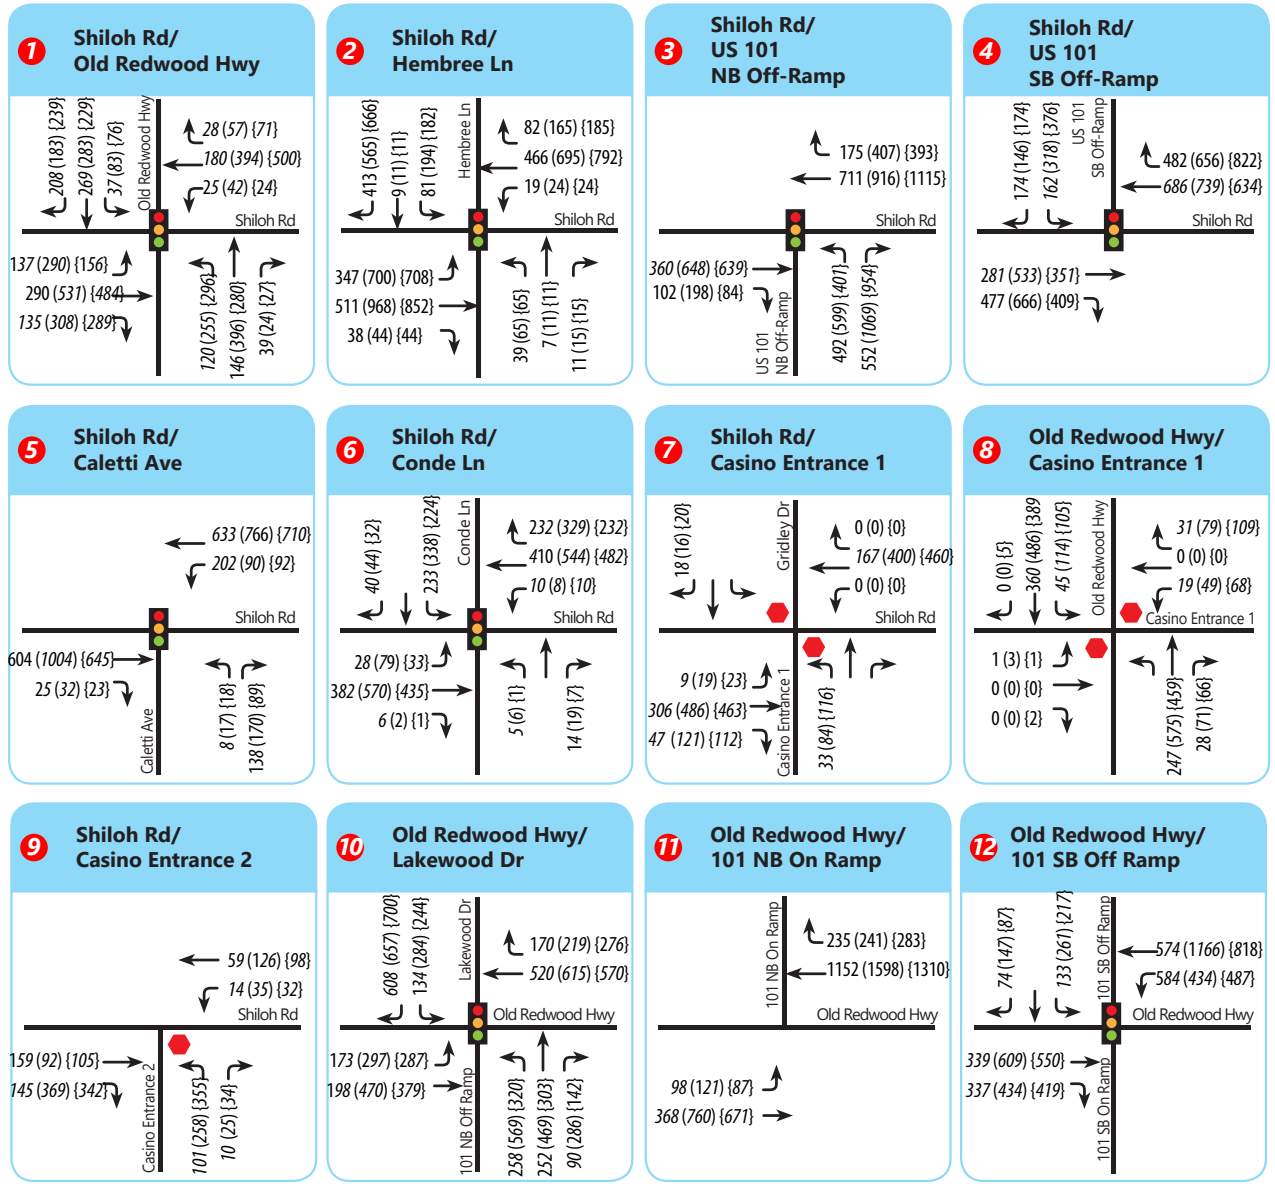 1
Shiloh Rd/
Old Redwood Hwy
208 (183) {239}
269 (283) {229}
37 (83) {76}
Old Redwood Hwy
28 (57) {71}
180 (394) {500}
25 (42) {24}
Shiloh Rd
137 (290) {156}
290 (531) {484}
135 (308) {289}
120 (255) {296}
146 (396) {280}
39 (24) {27}
2
Shiloh Rd/
Hembree Ln
413 (565) {666}
9 (11) {11}
81 (194) {182}
Hembree Ln
82 (165) {185}
466 (695) {792}
19 (24) {24}
Shiloh Rd
347 (700) {708}
511 (968) {852}
38 (44) {44}
39 (65) {65}
7 (11) {11}
11 (15) {15}
3
Shiloh Rd/
US 101
NB Off-Ramp
175 (407) {393}
711 (916) {1115}
360 (648) {639}
102 (198) {84}
US 101
NB Off-Ramp
492 (599) {401}
552 (1069) {954}
4
Shiloh Rd/
US 101
SB Off-Ramp
174 (146) {174}
162 (318) {376}
US 101
SB Off-Ramp
482 (656) {822}
686 (739) {634}
Shiloh Rd
281 (533) {351}
477 (666) {409}
5
Shiloh Rd/
Caletti Ave
633 (766) {710}
202 (90) {92}
Shiloh Rd
604 (1004) {645}
25 (32) {23}
Caletti Ave
8 (17) {18}
138 (170) {89}
6
Shiloh Rd/
Conde Ln
40 (44) {32}
233 (338) {224}
Conde Ln
232 (329) {232}
410 (544) {482}
10 (8) {10}
Shiloh Rd
28 (79) {33}
382 (570) {435}
6 (2) {1}
5 (6) {1}
14 (19) {7}
7
Shiloh Rd/
Casino Entrance 1
18 (16) {20}
Gridley Dr
0 (0) {0}
167 (400) {460}
0 (0) {0}
Shiloh Rd
9 (19) {23}
306 (486) {463}
47 (121) {112}
Casino Entrance 1
33 (84) {116}
8
Old Redwood Hwy/
Casino Entrance 1
0 (0) {5}
360 (486) {389
45 (114) {105}
Old Redwood Hwy
31 (79) {109}
0 (0) {0}
19 (49) {68}
Casino Entrance 1
1 (3) {1}
0 (0) {0}
0 (0) {2}
247 (575) {459}
28 (71) {66}
9
Shiloh Rd/
Casino Entrance 2
59 (126) {98}
14 (35) {32}
Shiloh Rd
159 (92) {105}
145 (369) {342}
Casino Entrance 2
101 (258) {355}
10 (25) {34}
10
Old Redwood Hwy/
Lakewood Dr
608 (657) {700}
134 (284) {244}
Lakewood Dr
170 (219) {276}
520 (615) {570}
Old Redwood Hwy
173 (297) {287}
198 (470) {379}
101 NB Off Ramp
258 (569) {320}
252 (469) {303}
90 (286) {142}
11
Old Redwood Hwy/
101 NB On Ramp
101 NB On Ramp
235 (241) {283}
1152 (1598) {1310}
Old Redwood Hwy
98 (121) {87}
368 (760) {671}
12
Old Redwood Hwy/
101 SB Off Ramp
74 (147) {87}
133 (261) {217}
101 SB Off Ramp
574 (1166) {818}
584 (434) {487}
Old Redwood Hwy
339 (609) {550}
337 (434) {419}
101 SB On Ramp